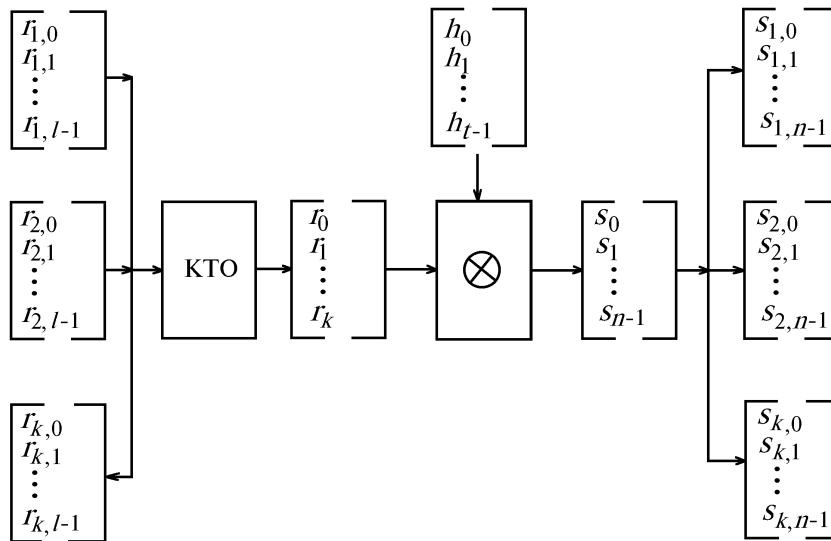 r1,0
r1,1
⋮
r1, l-1
r2,0
r2,1
⋮
r2, l-1
rk,0
rk,1
⋮
rk, l-1
KTO
r0
r1
⋮
rk
h0
h1
⋮
ht-1
⊗
s0
s1
⋮
sn-1
s1,0
s1,1
⋮
s1,n-1
s2,0
s2,1
⋮
s2,n-1
sk,0
sk,1
⋮
sk,n-1